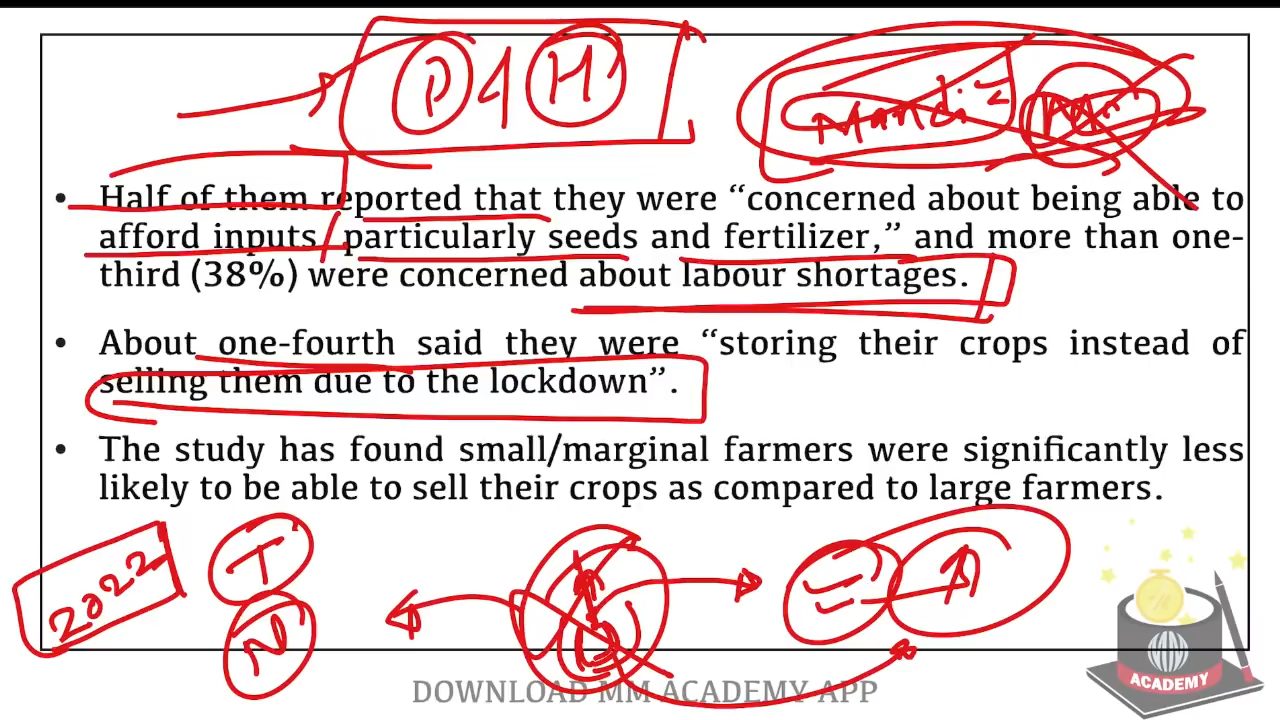 P H
Mandi
• Half of them reported that they were “concerned about being able to
afford inputs, particularly seeds and fertilizer,” and more than one-
third (38%) were concerned about labour shortages.
• About one-fourth said they were “storing their crops instead of
selling them due to the lockdown”.
• The study has found small/marginal farmers were significantly less
likely to be able to sell their crops as compared to large farmers.
2022
T
N
DOWNLOAD MM ACADEMY APP
ACADEMY